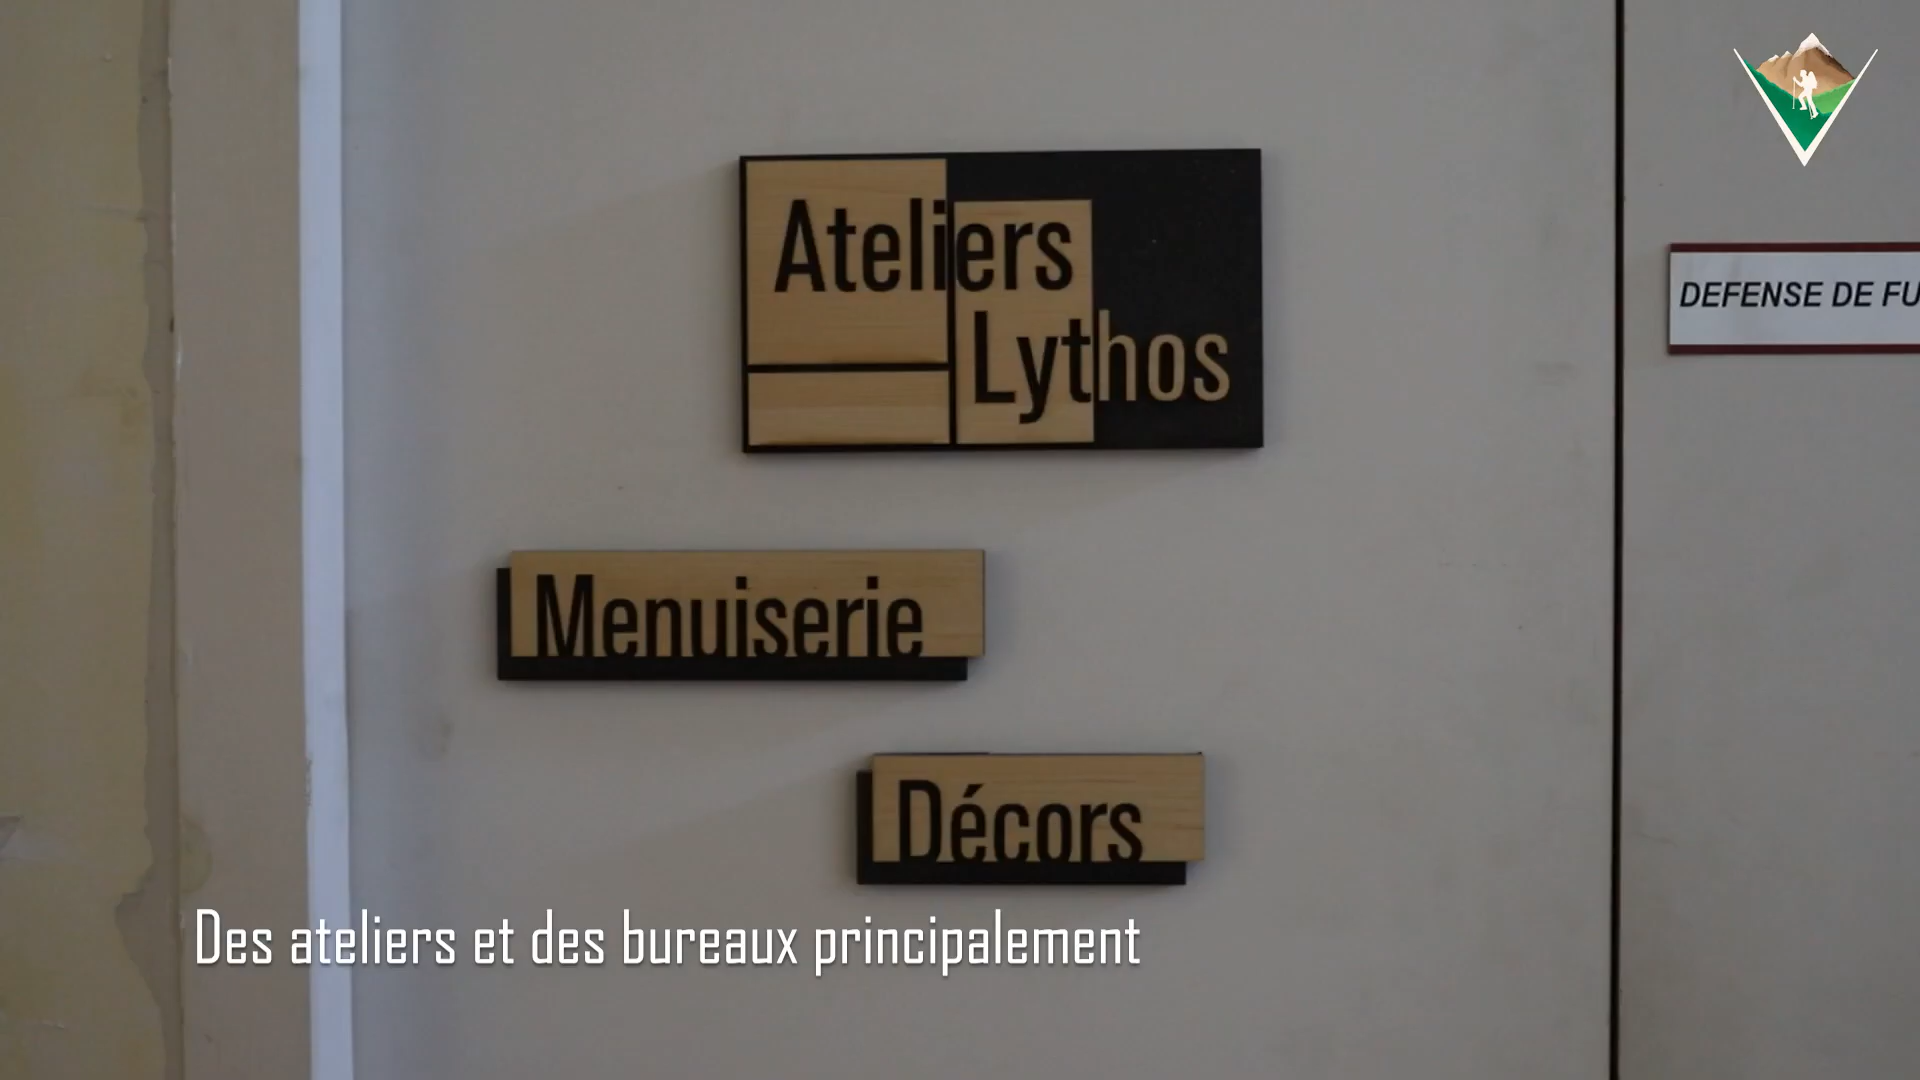 Ateliers
Lythos
DEFENSE DE FU
Menuiserie
Décors
Des ateliers et des bureaux principalement